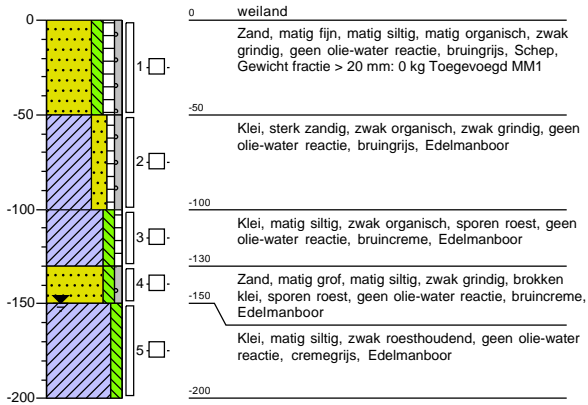 0
-50
-100
-150
-200
1
2
3
4
5
0 weiland
Zand, matig fijn, matig siltig, matig organisch, zwak
grindig, geen olie-water reactie, bruingrijs, Schep,
Gewicht fractie > 20 mm: 0 kg Toegevoegd MM1
-50
Klei, sterk zandig, zwak organisch, zwak grindig, geen
olie-water reactie, bruingrijs, Edelmanboor
-100
Klei, matig siltig, zwak organisch, sporen roest, geen
olie-water reactie, bruincreme, Edelmanboor
-130
Zand, matig grof, matig siltig, zwak grindig, brokken
klei, sporen roest, geen olie-water reactie, bruincreme,
Edelmanboor
-150
Klei, matig siltig, zwak roesthoudend, geen olie-water
reactie, cremegrijs, Edelmanboor
-200